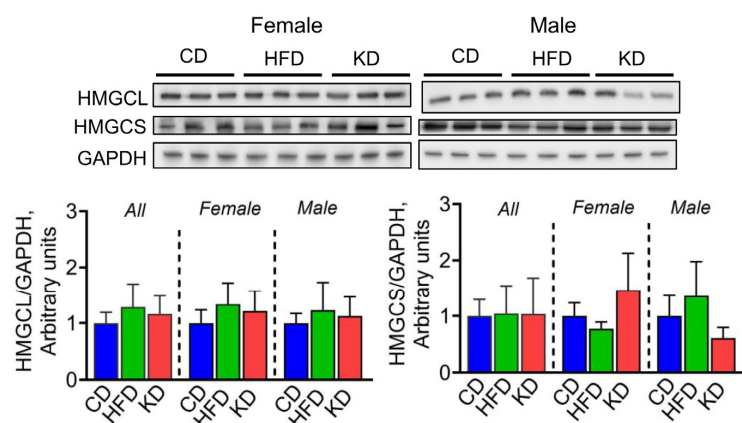 Female Male
CD HFD KD CD HFD KD
HMGCL
HMGCS
GAPDH
HMGCL/GAPDH,
Arbitrary units
3
2
1
0
All Female Male
CD HFD KD CD HFD KD CD HFD KD
HMGCS/GAPDH,
Arbitrary units
3
2
1
0
All Female Male
CD HFD KD CD HFD KD CD HFD KD